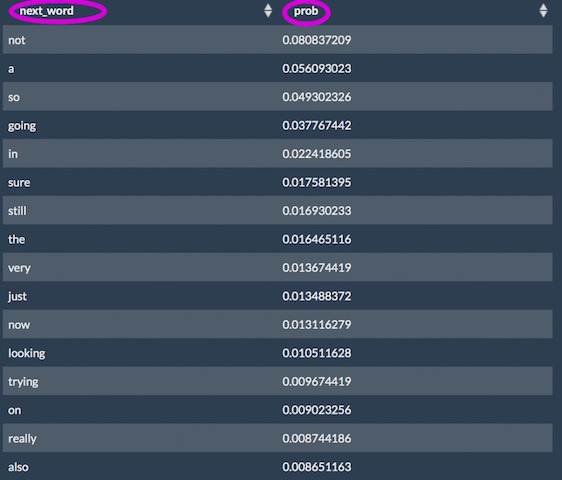 next_word prob
not 0.080837209
a 0.056093023
so 0.049302326
going 0.037767442
in 0.022418605
sure 0.017581395
still 0.016930233
the 0.016465116
very 0.013674419
just 0.013488372
now 0.013116279
looking 0.010511628
trying 0.009674419
on 0.009023256
really 0.008744186
also 0.008651163